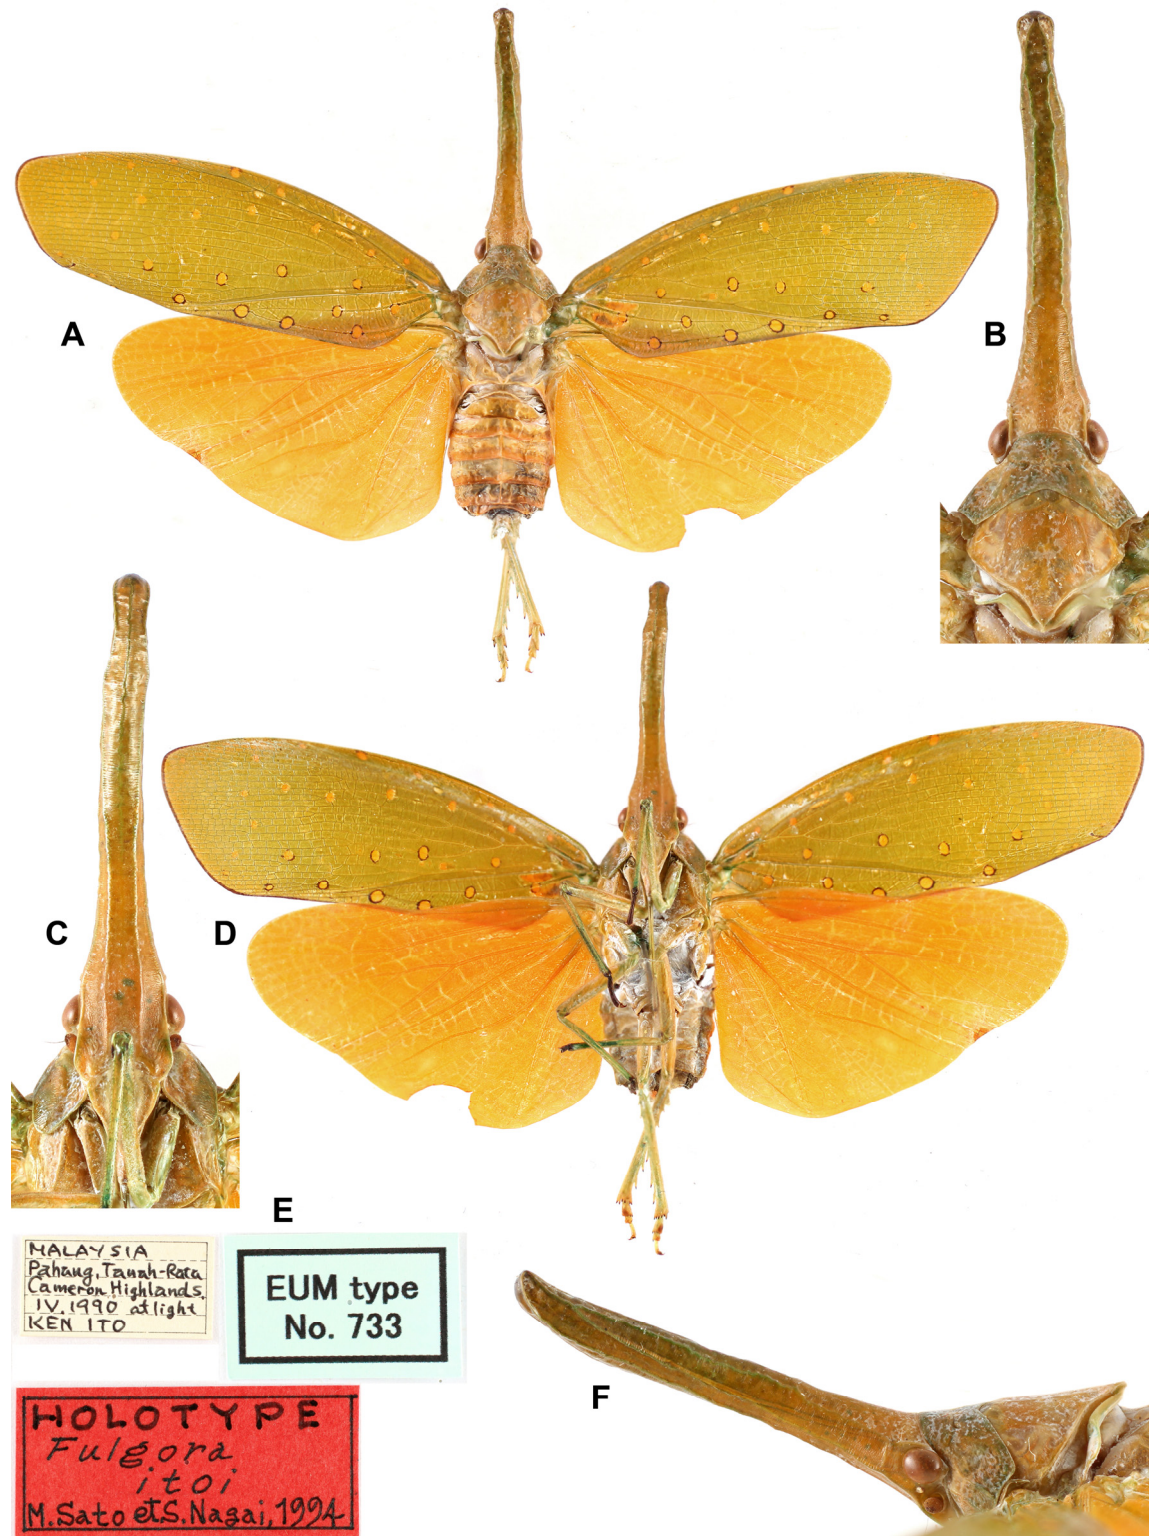 A
B
C
D
E
MALAYSIA
Pahang, Tanah-Rata
Cameron Highlands,
IV. 1990 at light
KEN ITO
EUM type
No. 733
HOLOTYPE
Fulgora
itoi
M. Sato et S. Nagai, 1994
F